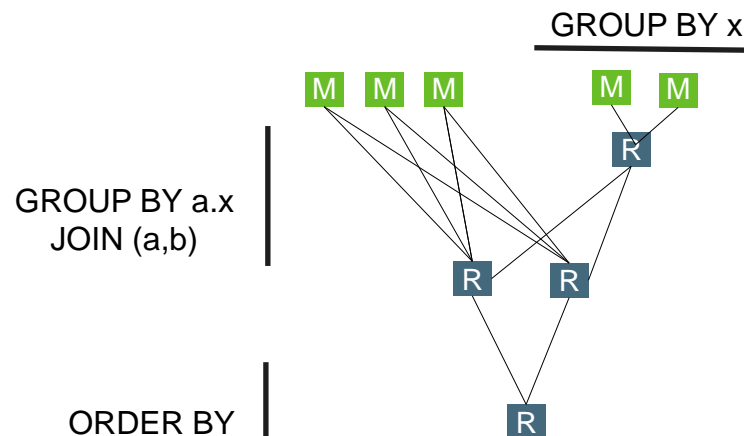 GROUP BY x
M M M M M
R
GROUP BY a.x
JOIN (a,b)
R R
ORDER BY
R